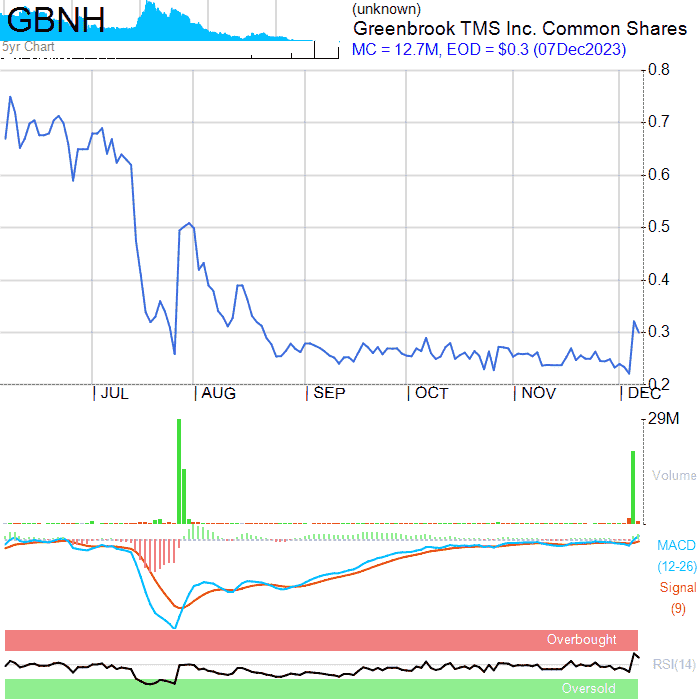 GBNH
(unknown)
Greenbrook TMS Inc. Common Shares
5yr Chart
MC = 12.7M, EOD = $0.3 (07Dec2023)
0.8
0.7
0.6
0.5
0.4
0.3
0.2
JUL AUG SEP OCT NOV DEC
29M
Volume
MACD
(12-26)
Signal
(9)
Overbought
RSI(14)
Oversold